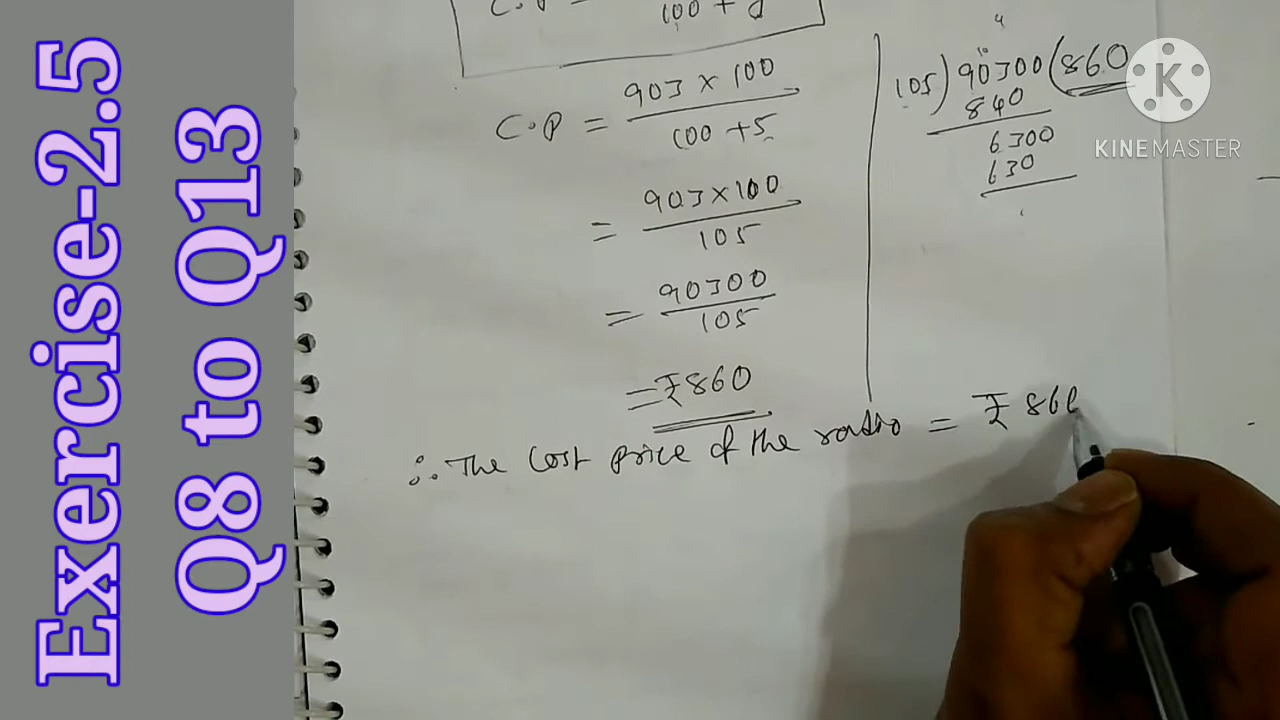 Exercise-2.5
Q8 to Q13
C.P =
100 + g
C.P = 903 x 100
100 + 5
= 903 x 100
105
= 90300
105
= ₹860
105) 90300 (860
840
6300
630
∴ The cost price of the radio = ₹ 860
K
KINEMASTER